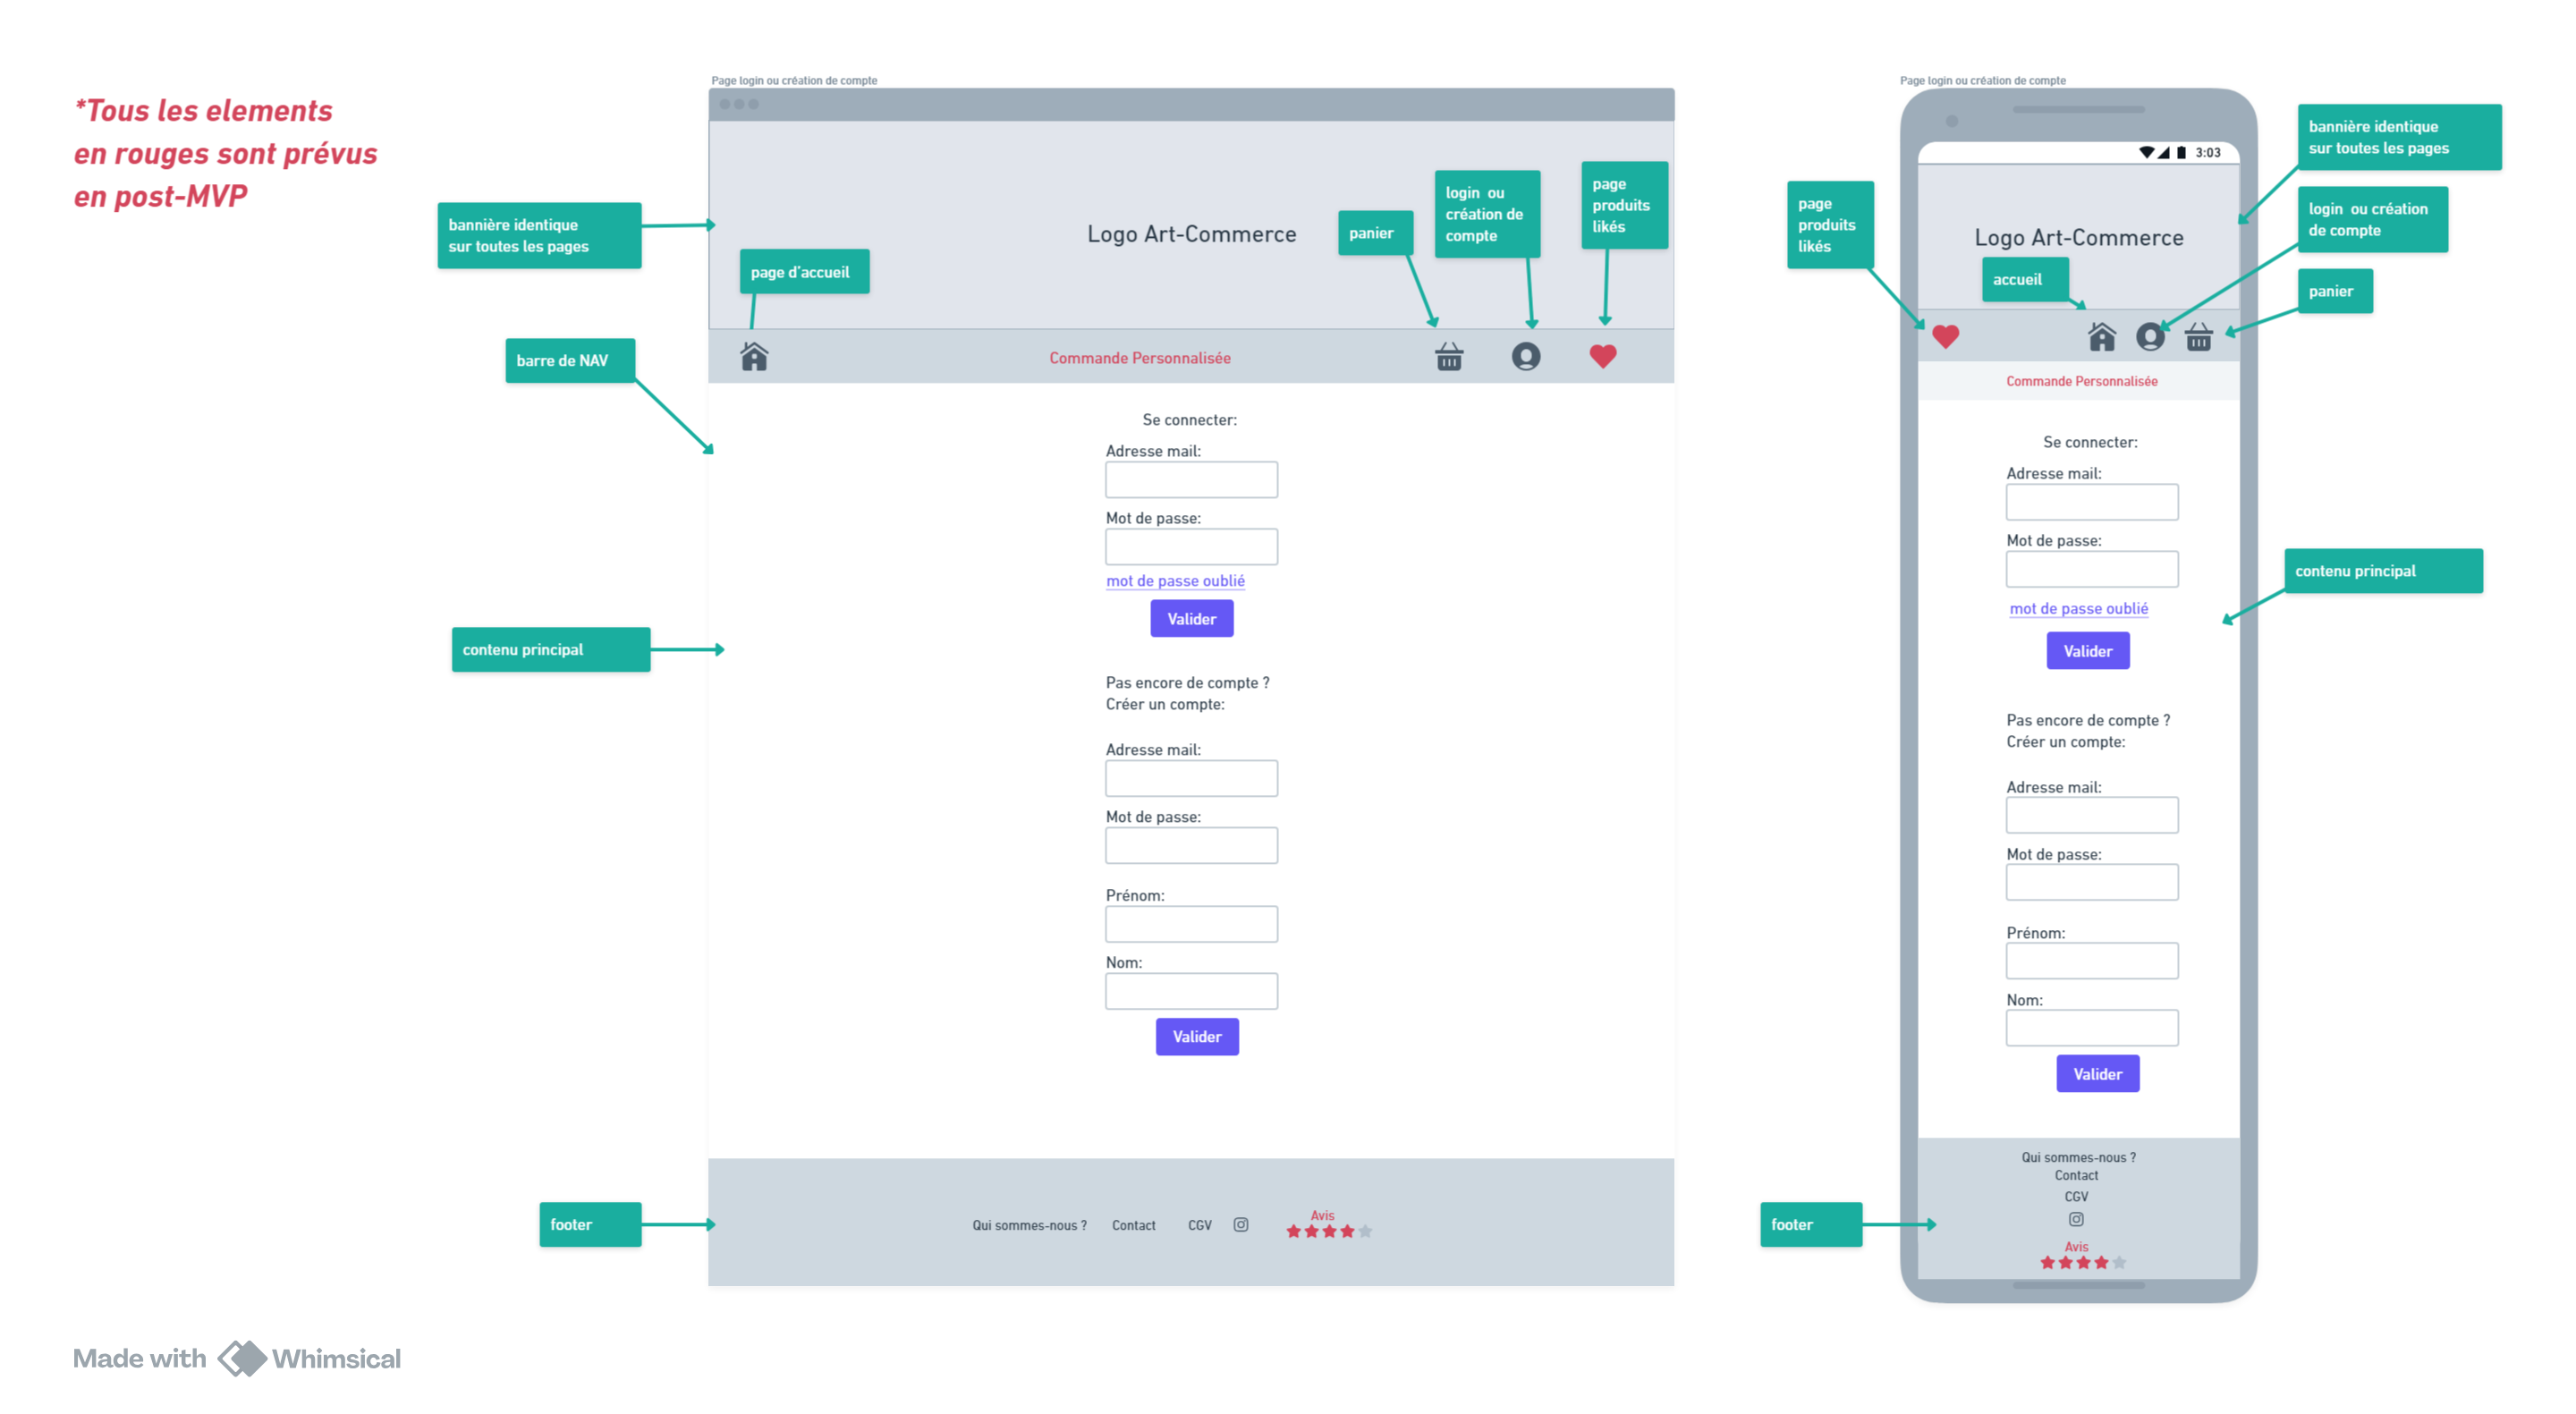 *Tous les elements
en rouges sont prévus
en post-MVP
Page login ou création de compte
bannière identique
sur toutes les pages
Logo Art-Commerce
page d'accueil
panier
login ou
création de
compte
page
produits
likés
barre de NAV
Commande Personnalisée
Se connecter:
Adresse mail:
Mot de passe:
mot de passe oublié
Valider
contenu principal
Pas encore de compte ?
Créer un compte:
Adresse mail:
Mot de passe:
Prénom:
Nom:
Valider
footer
Qui sommes-nous ? Contact CGV
Avis
Page login ou création de compte
3:03
bannière identique
sur toutes les pages
page
produits
likés
login ou création
de compte
Logo Art-Commerce
accueil
panier
Commande Personnalisée
Se connecter:
Adresse mail:
Mot de passe:
contenu principal
mot de passe oublié
Valider
Pas encore de compte ?
Créer un compte:
Adresse mail:
Mot de passe:
Prénom:
Nom:
Valider
Qui sommes-nous ?
Contact
CGV
footer
Avis
Made with Whimsical